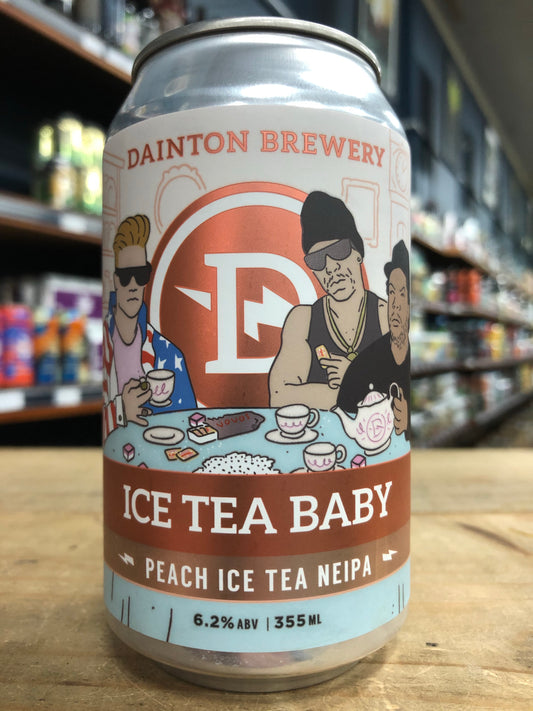 DAINTON BREWERY
D
D
ICE TEA BABY
PEACH ICE TEA NEIPA
6.2% ABV | 355 ML